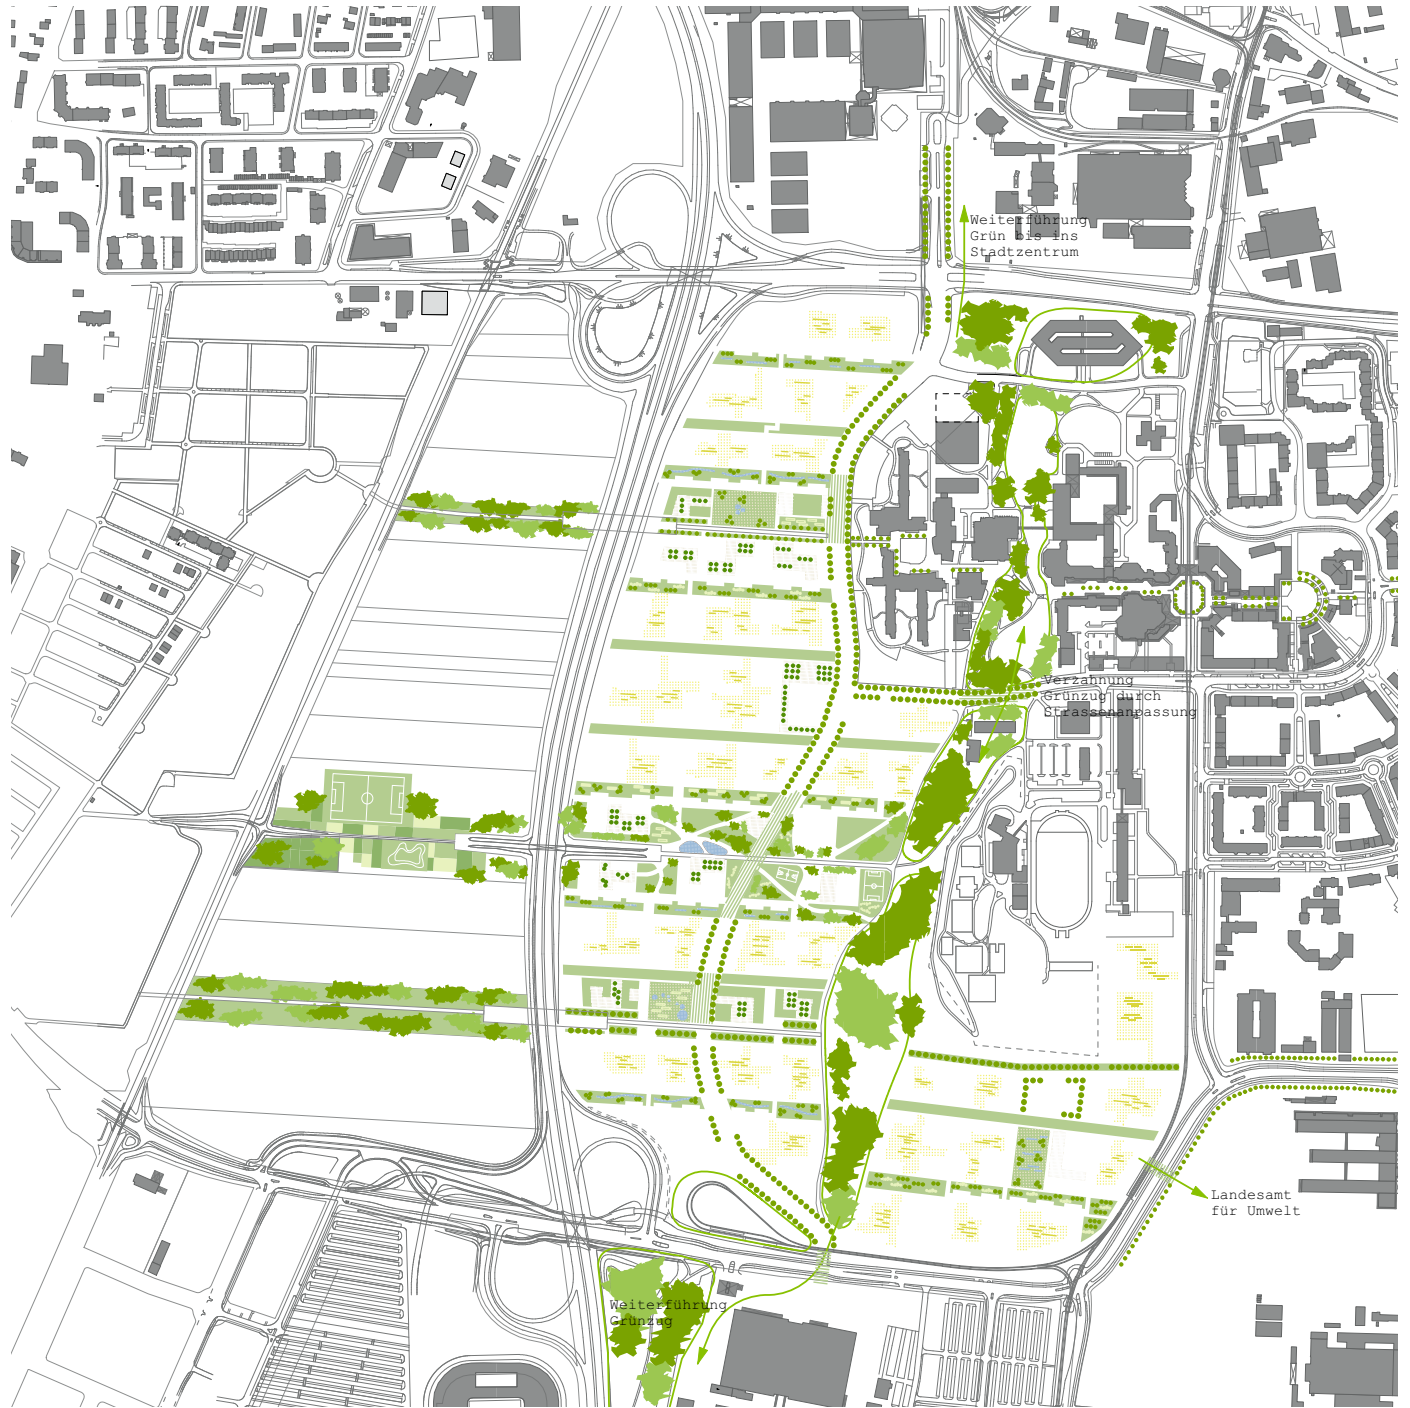 Weiterführung
Grün bis ins
Stadtzentrum
Verzahnung
Grünzug durch
Strassenanpassung
Landesamt
für Umwelt
Weiterführung
Grünzug